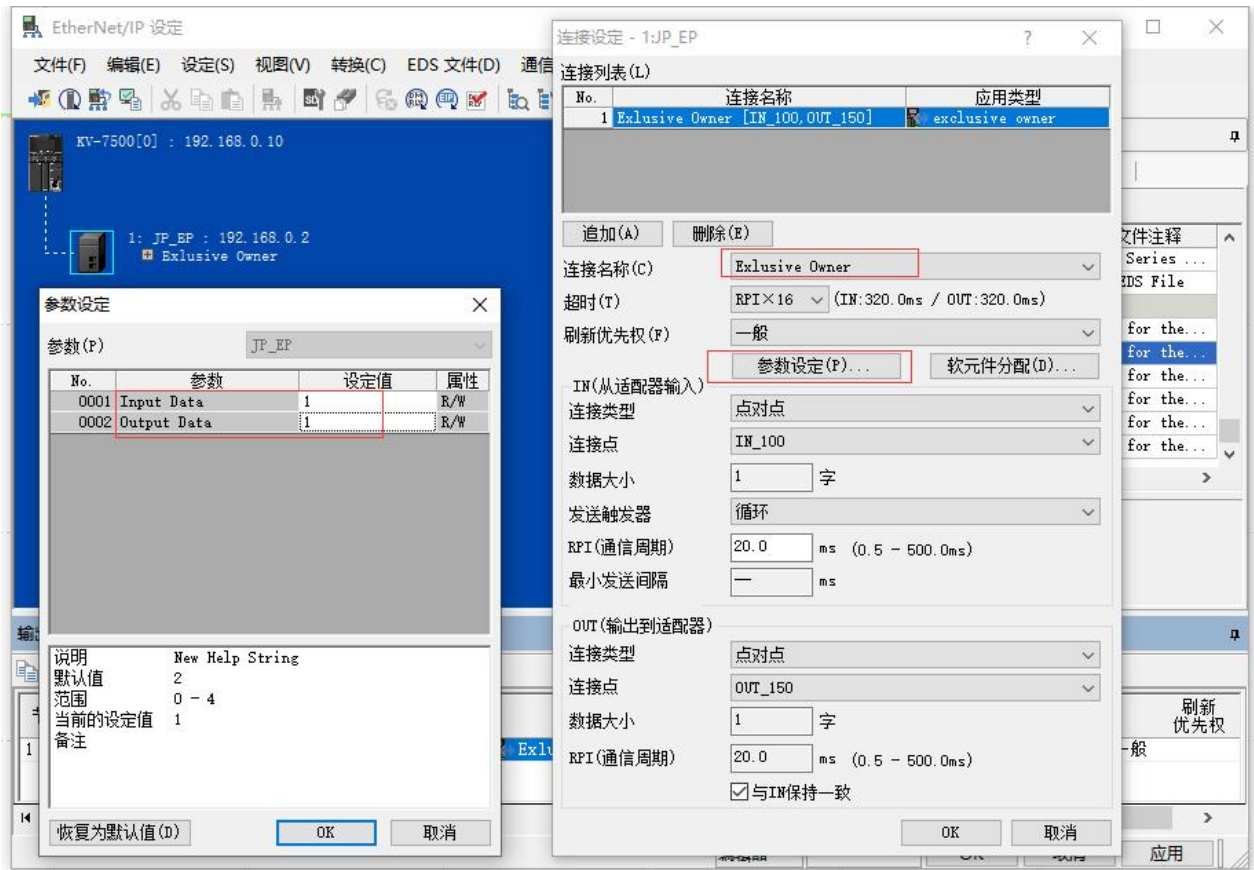 EtherNet/IP 设定
文件(F) 编辑(E) 设定(S) 视图(V) 转换(C) EDS 文件(D) 通信
KV-7500[0] : 192.168.0.10
1: JP_EP : 192.168.0.2
Exlusive Owner
参数设定
参数(P) JP_EP
No. 参数 设定值 属性
0001 Input Data 1 R/W
0002 Output Data 1 R/W
说明 New Help String
默认值 2
范围 0 - 4
当前的设定值 1
备注
恢复为默认值(D) OK 取消
连接设定 - 1:JP_EP ?
连接列表(L)
No. 连接名称 应用类型
1 Exlusive Owner [IN_100,OUT_150] exclusive owner
追加(A) 删除(E)
连接名称(C) Exlusive Owner
超时(T) RPI×16 (IN:320.0ms / OUT:320.0ms)
刷新优先权(F) 一般
参数设定(P)... 软元件分配(D)...
IN(从适配器输入)
连接类型 点对点
连接点 IN_100
数据大小 1 字
发送触发器 循环
RPI(通信周期) 20.0 ms (0.5 - 500.0ms)
最小发送间隔 — ms
OUT(输出到适配器)
连接类型 点对点
连接点 OUT_150
数据大小 1 字
RPI(通信周期) 20.0 ms (0.5 - 500.0ms)
与IN保持一致
OK 取消
文件注释
Series ...
EDS File
for the...
for the...
for the...
for the...
for the...
for the...
输
1 Exlu
刷新
优先权
一般
应用